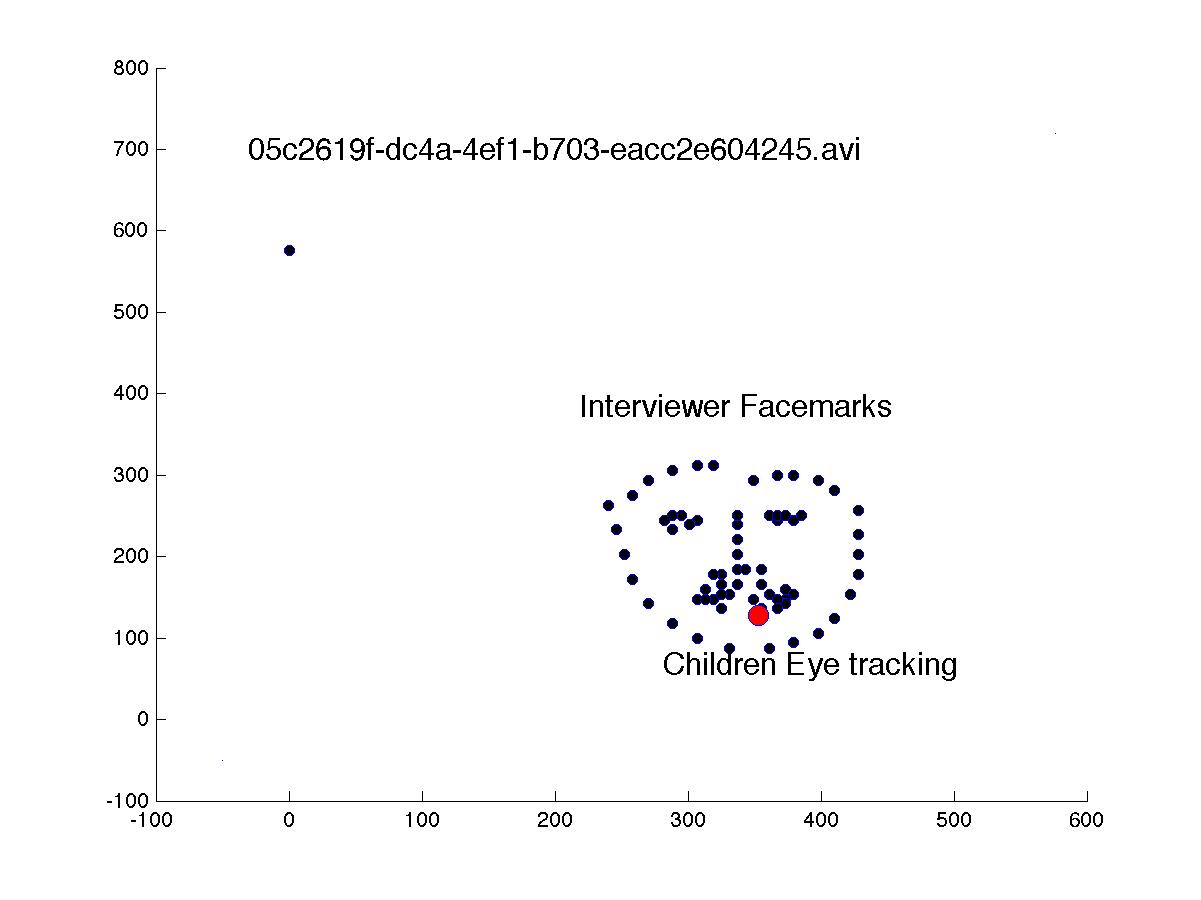 800
700
05c2619f-dc4a-4ef1-b703-eacc2e604245.avi
600
500
400
Interviewer Facemarks
300
200
100
Children Eye tracking
0
-100
-100 0 100 200 300 400 500 600